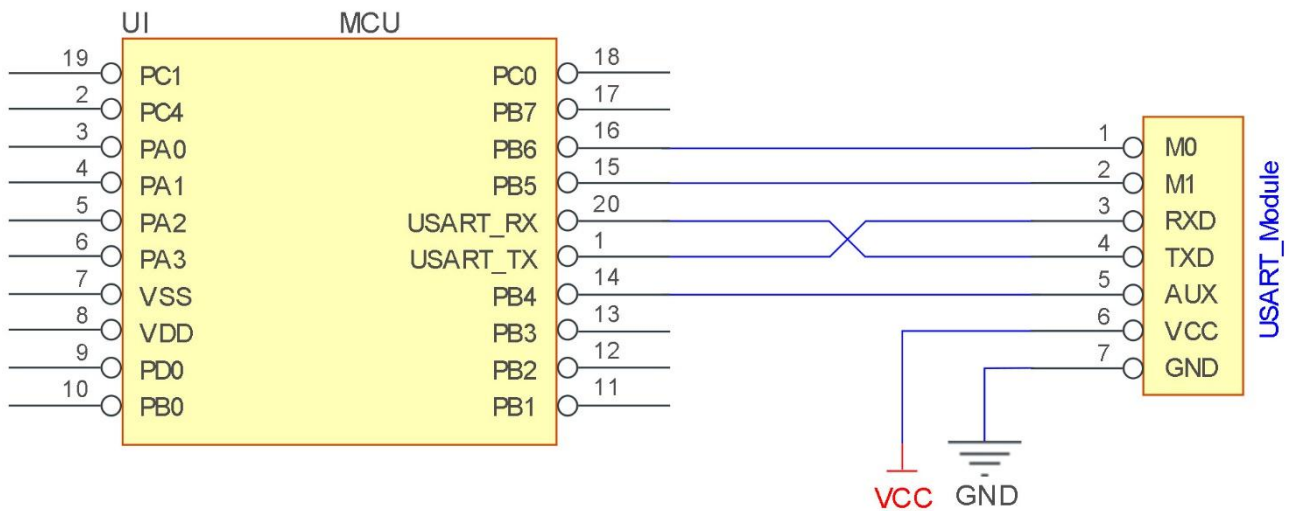 UI MCU
19 PC1 PC0 18
2 PC4 PB7 17
3 PA0 PB6 16 1 M0
4 PA1 PB5 15 2 M1
5 PA2 USART_RX 20 3 RXD
6 PA3 USART_TX 1 4 TXD
7 VSS PB4 14 5 AUX
8 VDD PB3 13 6 VCC
9 PD0 PB2 12 7 GND
10 PB0 PB1 11
USART_Module
VCC GND